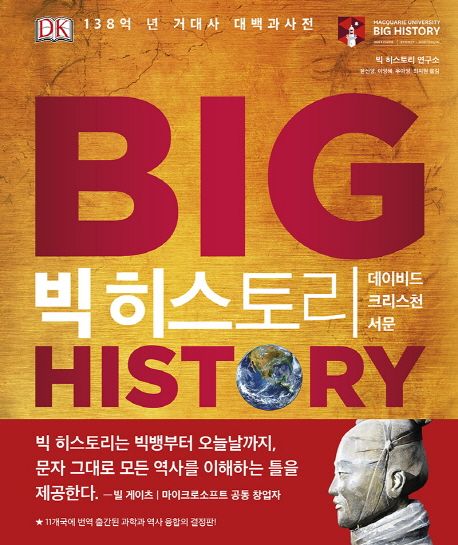 DK
138억 년 거대사 대백과사전
MACQUARIE UNIVERSITY
BIG HISTORY
빅 히스토리 연구소
BIG
빅 히스토리
데이비드
크리스천
서문
HISTORY
빅 히스토리는 빅뱅부터 오늘날까지,
문자 그대로 모든 역사를 이해하는 틀을
제공한다. —빌 게이츠 | 마이크로소프트 공동 창업자
★ 11개국에 번역 출간된 과학과 역사 융합의 결정판!